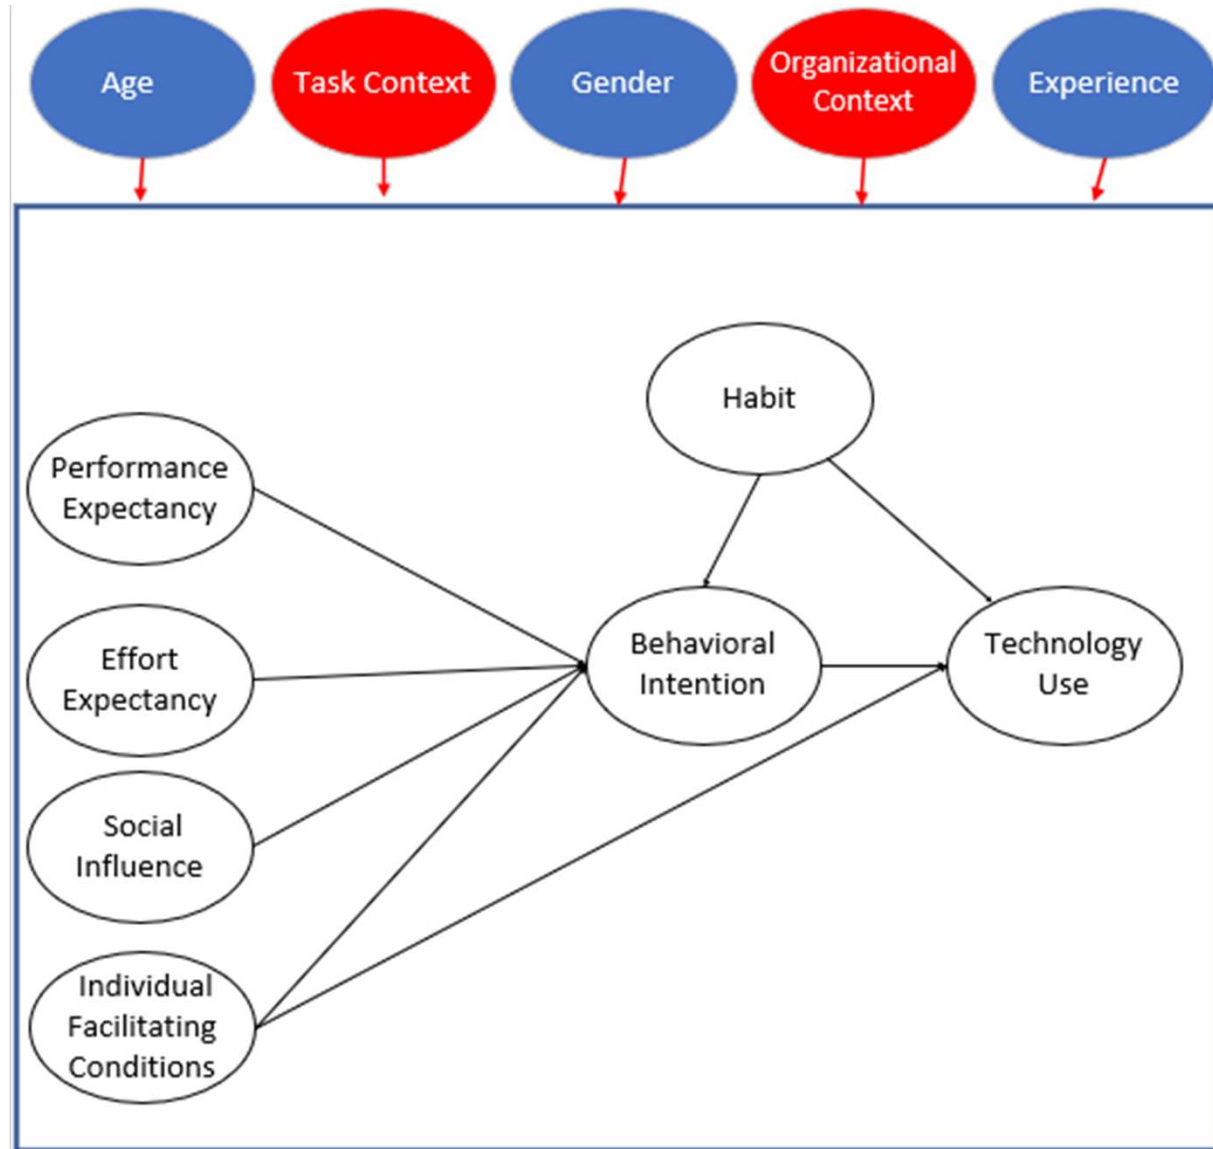 Age
Task Context
Gender
Organizational
Context
Experience
Habit
Performance
Expectancy
Effort
Expectancy
Behavioral
Intention
Technology
Use
Social
Influence
Individual
Facilitating
Conditions